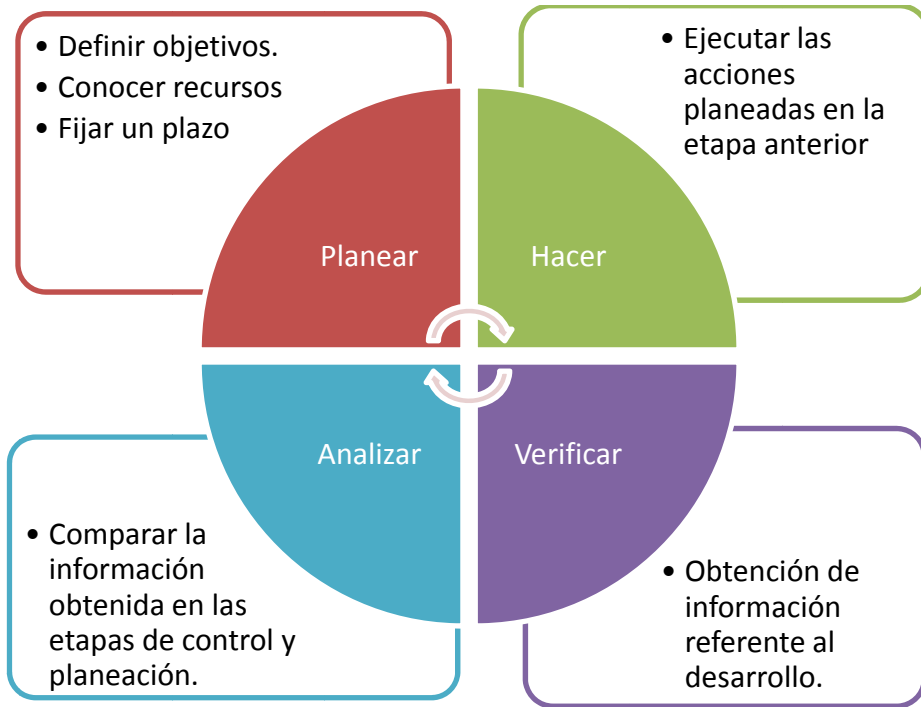 • Definir objetivos.
• Conocer recursos
• Fijar un plazo
• Ejecutar las
acciones
planeadas en la
etapa anterior
Planear
Hacer
Analizar
Verificar
• Comparar la
información
obtenida en las
etapas de control y
planeación.
• Obtención de
información
referente al
desarrollo.